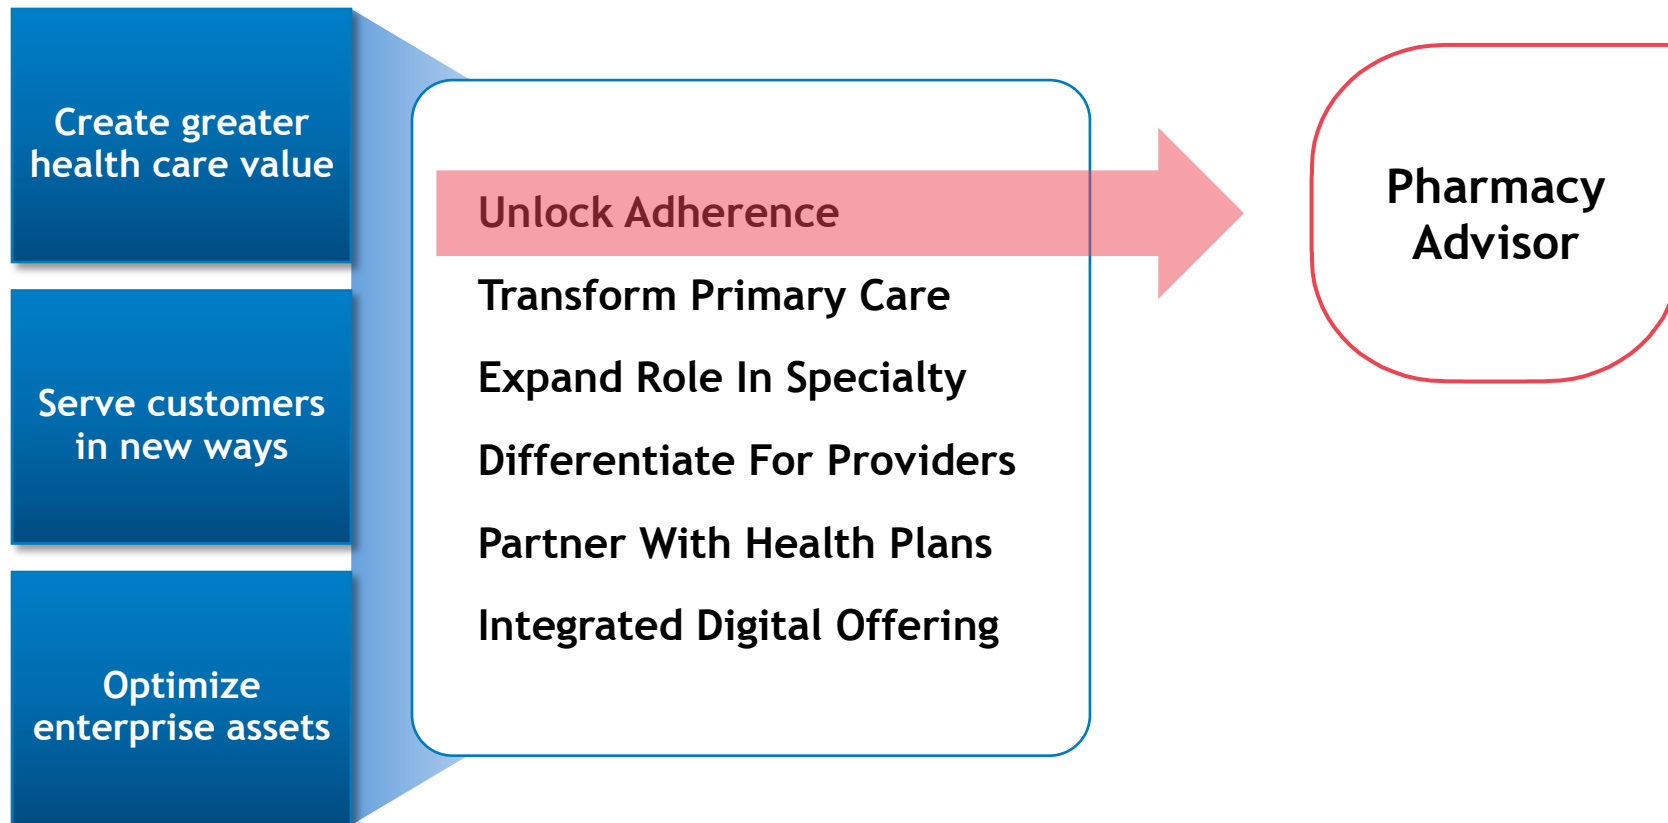 Create greater
health care value
Serve customers
in new ways
Optimize
enterprise assets
Unlock Adherence
Transform Primary Care
Expand Role In Specialty
Differentiate For Providers
Partner With Health Plans
Integrated Digital Offering
Pharmacy
Advisor